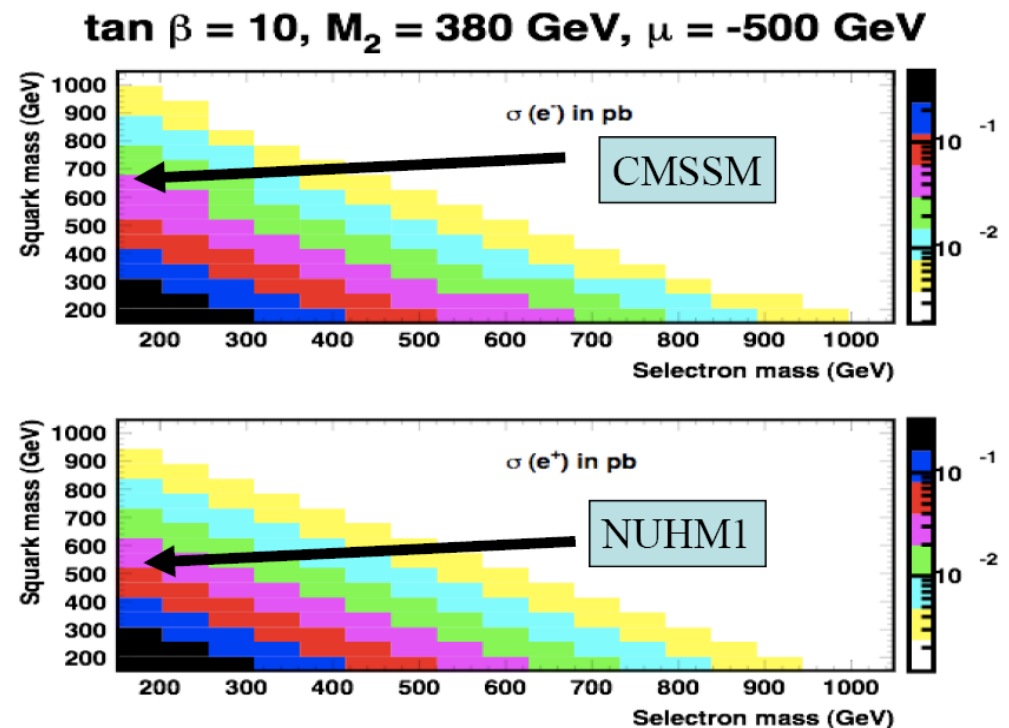 tan β = 10, M₂ = 380 GeV, μ = -500 GeV
Squark mass (GeV)
1000
900
800
700
600
500
400
300
200
σ (e⁻) in pb
CMSSM
200 300 400 500 600 700 800 900 1000
Selectron mass (GeV)
10 -1
10 -2
Squark mass (GeV)
1000
900
800
700
600
500
400
300
200
σ (e⁺) in pb
NUHM1
200 300 400 500 600 700 800 900 1000
Selectron mass (GeV)
10 -1
10 -2